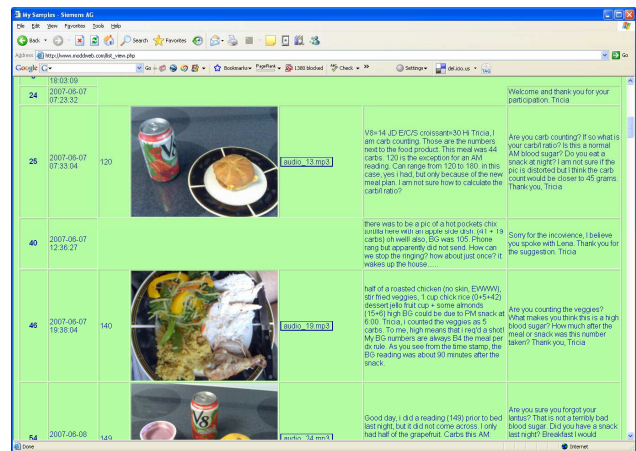 My Samples - Siemens AG
File Edit View Favorites Tools Help
Back Search Favorites
Address http://www.moddweb.com/list_view.php Go
Google G Go Bookmarks PageRank 1380 blocked Check Settings del.icio.us TAG
18:03:09
24 2007-06-07 07:23:32 Welcome and thank you for your participation. Tricia
25 2007-06-07 07:33:04 120 audio_13.mp3
V8=14 JD E/C/S croissant=30 Hi Tricia, I
am carb counting. Those are the numbers
next to the food product. This meal was 44
carbs. 120 is the exception for an AM
reading. Can range from 120 to 180. in this
case, yes i had, but only because of the new
meal plan. I am not sure how to calculate the
carb/I ratio?
Are you carb counting? If so what is
your carb/I ratio? Is this a normal
AM blood sugar? Do you eat a
snack at night? I am not sure if the
pic is distorted but I think the carb
count would be closer to 45 grams.
Thank you, Tricia
40 2007-06-07 12:36:27
there was to be a pic of a hot pockets chix
tortilla here with an apple side dish. (41 + 19
carbs) oh well! also, BG was 105. Phone
rang but apparently did not send. How can
we stop the ringing? how about just once? it
wakes up the house......
Sorry for the incovience, I believe
you spoke with Lena. Thank you for
the suggestion. Tricia
46 2007-06-07 19:38:04 140 audio_19.mp3
half of a roasted chicken (no skin, EVWW),
stir fried veggies, 1 cup chick rice (0+5+42)
dessert jello fruit cup + some almonds
(15+6) high BG could be due to PM snack at
6:00. Tricia, i counted the veggies as 5
carbs. To me, high means that i req'd a shot!
My BG numbers are always B4 the meal per
dx rule. As you see from the time stamp, the
BG reading was about 90 minutes after the
snack.
Are you counting the veggies?
What makes you think this is a high
blood sugar? How much after the
meal or snack was this number
taken? Thank you, Tricia
54 2007-06-08 149 audio_24.mp3
V8
Good day, i did a reading (149) prior to bed
last night, but it did not come across. I only
had half of the grapefruit. Carbs this AM
Are you sure you forgot your
lantus? That is not a terribly bad
blood sugar. Did you have a snack
last night? Breakfast I would
Done Internet